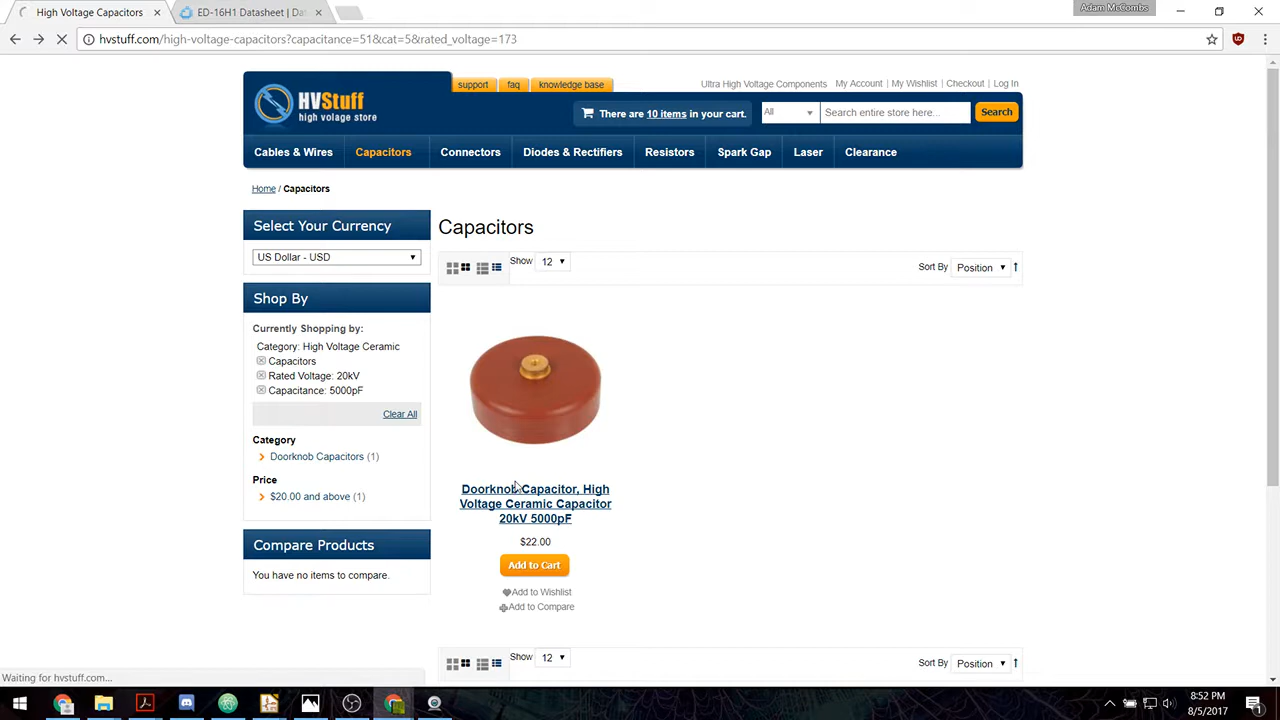 High Voltage Capacitors
ED-16H1 Datasheet | Dat
Adam McCombs
hvstuff.com/high-voltage-capacitors?capacitance=51&cat=5&rated_voltage=173
support
faq
knowledge base
Ultra High Voltage Components
My Account | My Wishlist | Checkout | Log In
HVStuff
high volage store
There are 10 items in your cart.
All
Search entire store here...
Search
Cables & Wires
Capacitors
Connectors
Diodes & Rectifiers
Resistors
Spark Gap
Laser
Clearance
Home / Capacitors
Select Your Currency
US Dollar - USD
Shop By
Currently Shopping by:
Category: High Voltage Ceramic
Capacitors
Rated Voltage: 20kV
Capacitance: 5000pF
Clear All
Category
Doorknob Capacitors (1)
Price
$20.00 and above (1)
Compare Products
You have no items to compare.
Capacitors
Show 12
Sort By Position
Doorknob Capacitor, High
Voltage Ceramic Capacitor
20kV 5000pF
$22.00
Add to Cart
Add to Wishlist
Add to Compare
Show 12
Sort By Position
Waiting for hvstuff.com...
8:52 PM
8/5/2017